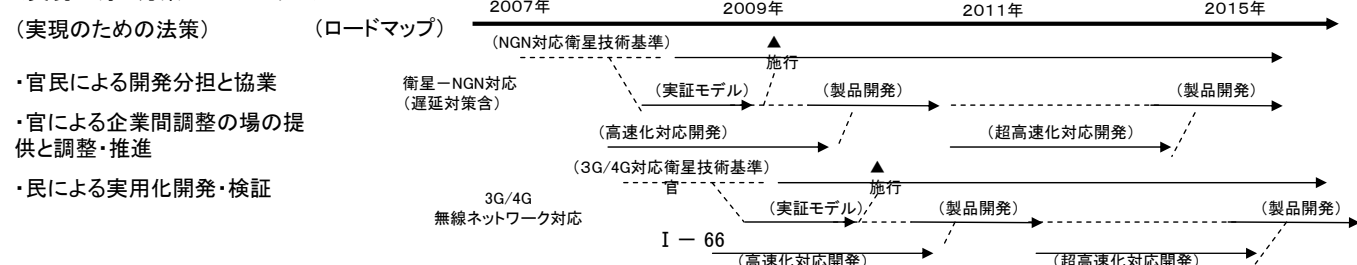 2007年 2009年 2011年 2015年
(実現のための法策) (ロードマップ)
(NGN対応衛星技術基準) ▲
施行
・官民による開発分担と協業
衛星－NGN対応
(遅延対策含)
(実証モデル) (製品開発) (製品開発)
・官による企業間調整の場の提
供と調整・推進
(高速化対応開発) (超高速化対応開発)
(3G/4G対応衛星技術基準) ▲
官 施行
・民による実用化開発・検証
3G/4G
無線ネットワーク対応
(実証モデル) (製品開発) (製品開発)
Ⅰ － 66
(高速化対応開発) (超高速化対応開発)